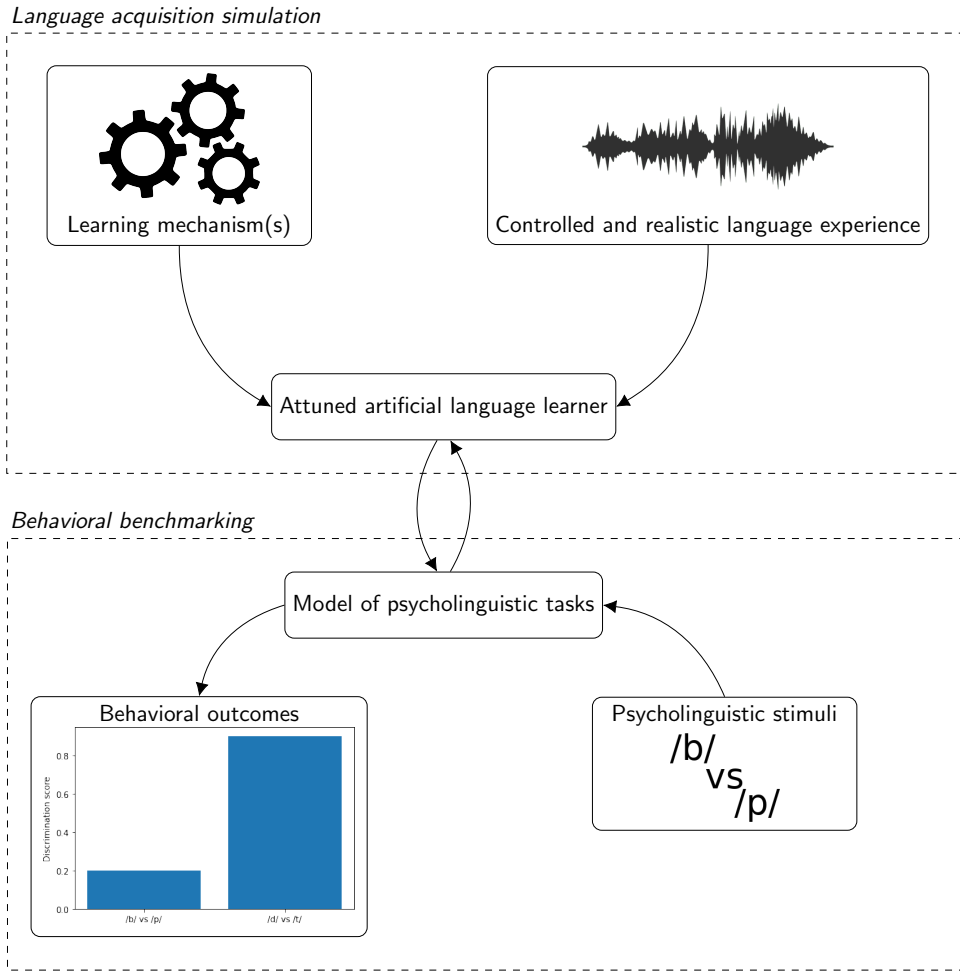 Language acquisition simulation
Learning mechanism(s)
Controlled and realistic language experience
Attuned artificial language learner
Behavioral benchmarking
Model of psycholinguistic tasks
Behavioral outcomes
Discrimination score
0.8
0.6
0.4
0.2
0.0
/b/ vs /p/
/d/ vs /t/
Psycholinguistic stimuli
/b/
vs
/p/